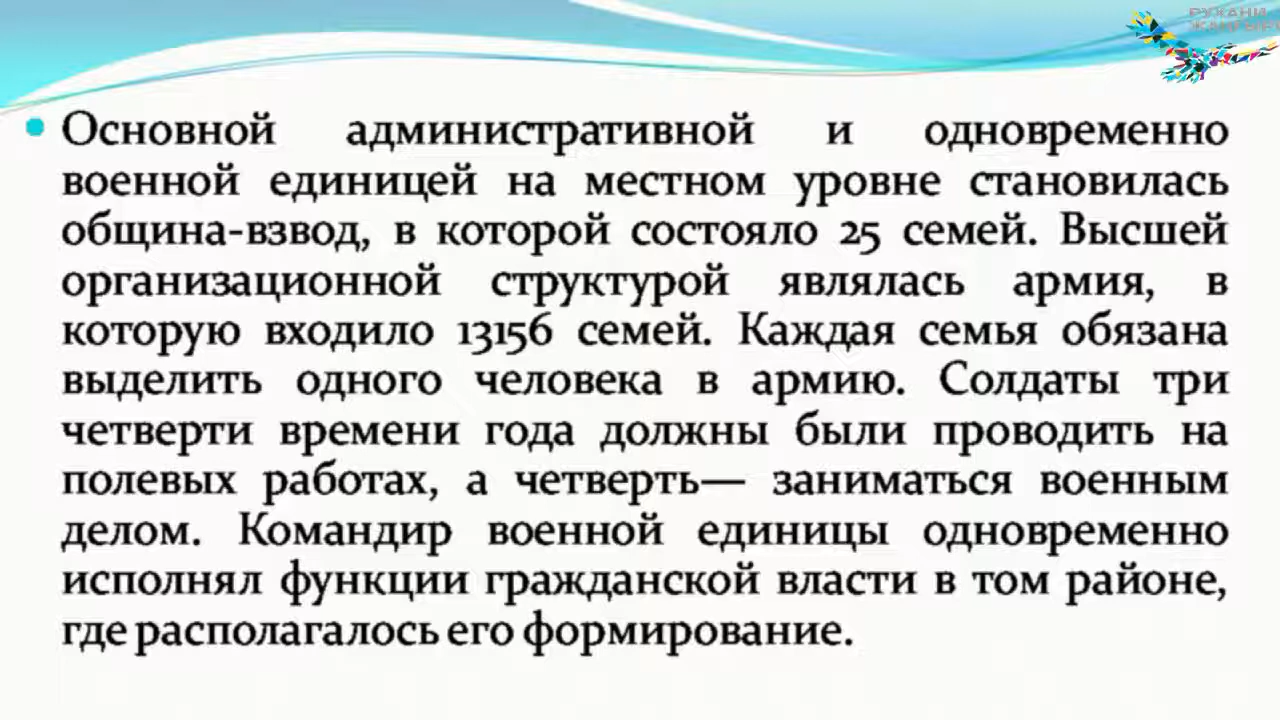 РУХАНИ
ЖАҢҒЫРУ
• Основной административной и одновременно
военной единицей на местном уровне становилась
община-взвод, в которой состояло 25 семей. Высшей
организационной структурой являлась армия, в
которую входило 13156 семей. Каждая семья обязана
выделить одного человека в армию. Солдаты три
четверти времени года должны были проводить на
полевых работах, а четверть— заниматься военным
делом. Командир военной единицы одновременно
исполнял функции гражданской власти в том районе,
где располагалось его формирование.